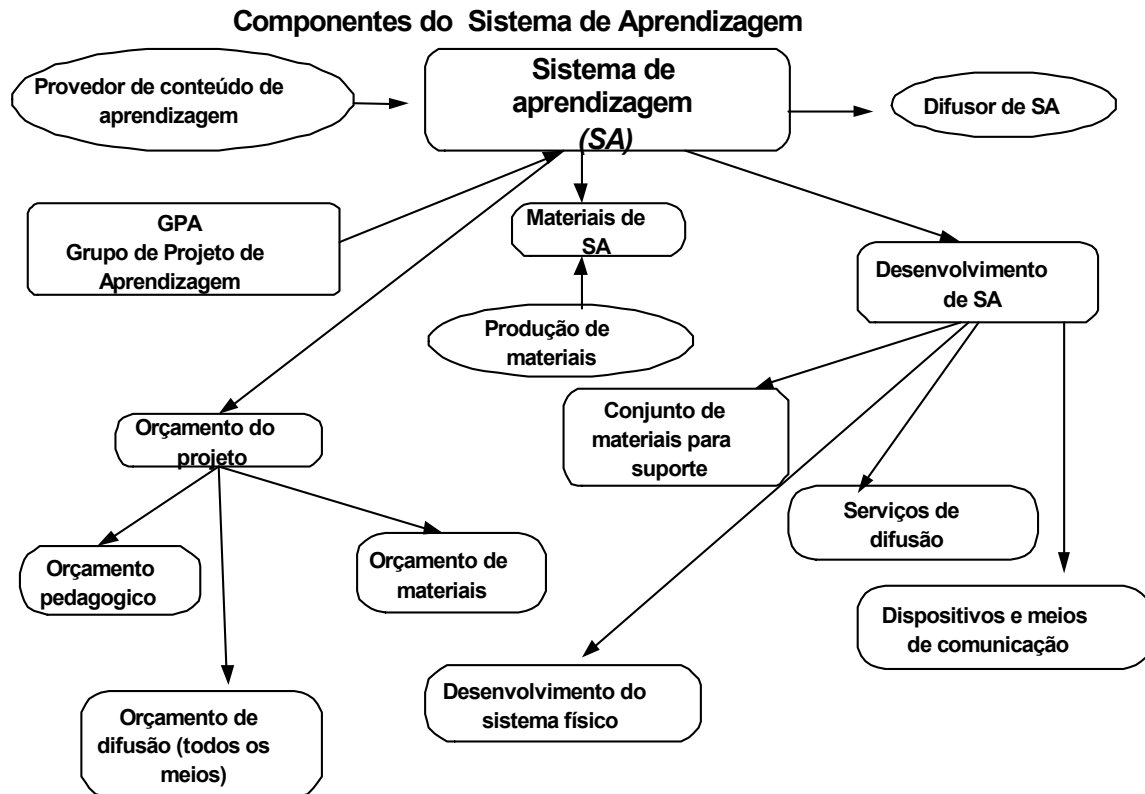 Componentes do Sistema de Aprendizagem
Provedor de conteúdo de
aprendizagem
Sistema de
aprendizagem
(SA)
Difusor de SA
GPA
Grupo de Projeto de
Aprendizagem
Materiais de
SA
Desenvolvimento
de SA
Produção de
materiais
Conjunto de
materiais para
suporte
Orçamento do
projeto
Serviços de
difusão
Orçamento
pedagogico
Orçamento de
materiais
Dispositivos e meios
de comunicação
Desenvolvimento do
sistema físico
Orçamento de
difusão (todos os
meios)